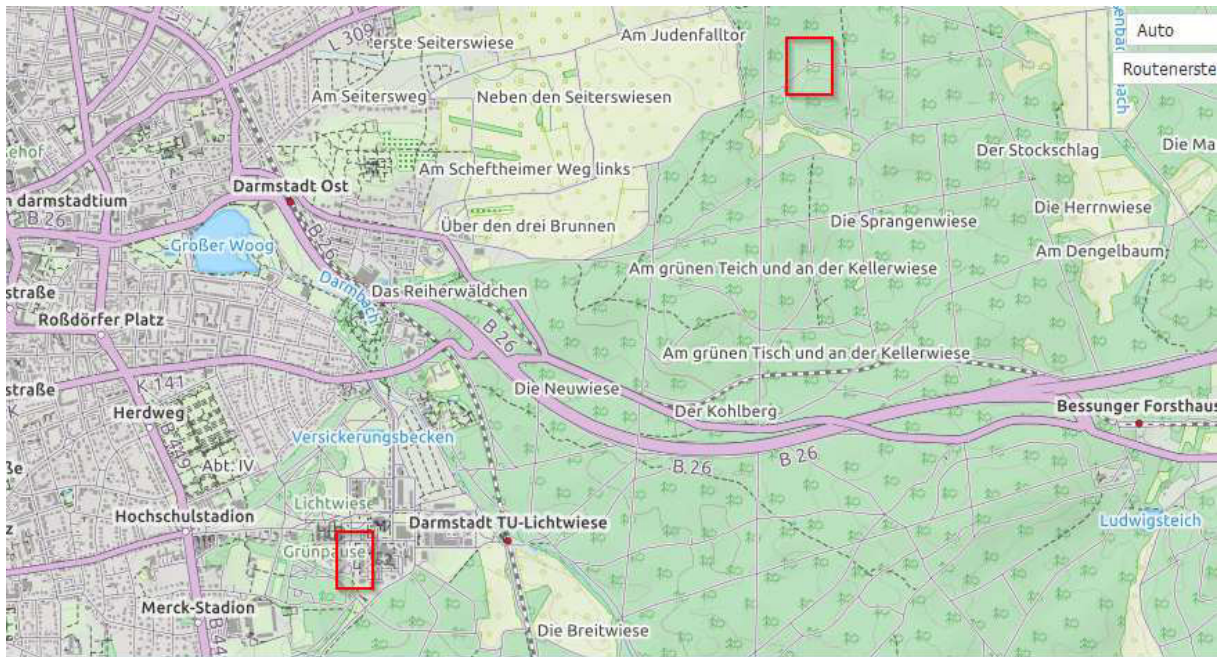 Auto
Routenerste
L 309
erste Seiterswiese
Am Judenfalltor
Am Seitersweg
Neben den Seiterswiesen
Der Stockschlag
Die Ma
Am Scheftheimer Weg links
Darmstadt Ost
n darmstadtium
B 26
Großer Woog
Über den drei Brunnen
Die Sprangenwiese
Die Herrnwiese
Am Dengelbaum
B 26
Darmbach
Am grünen Teich und an der Kellerwiese
Das Reiherwäldchen
straße
Roßdörfer Platz
B 26
Am grünen Tisch und an der Kellerwiese
straße
K 141
Die Neuwiese
Herdweg
Der Kohlberg
Bessunger Forsthaus
B 449
Versickerungsbecken
B 26
B 26
Abt. IV
Lichtwiese
Hochschulstadion
Darmstadt TU-Lichtwiese
Ludwigsteich
Grünpause
Merck-Stadion
B 44
Die Breitwiese